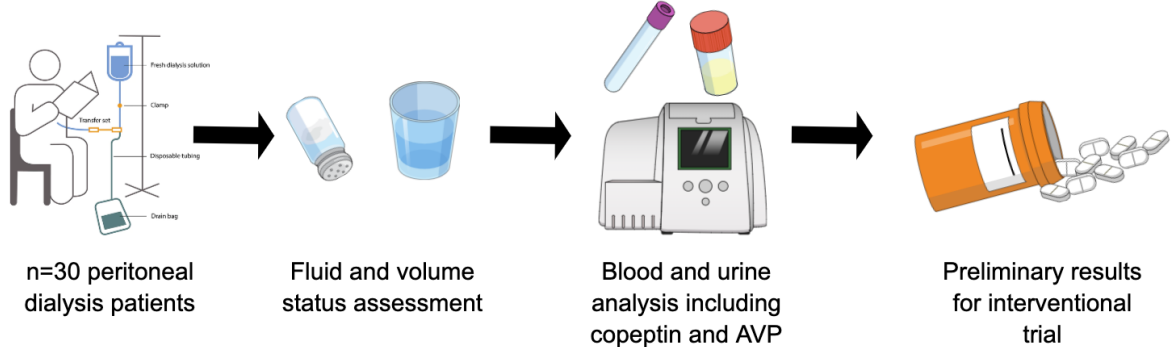 Fresh dialysis solution
Clamp
Transfer set
Disposable tubing
Drain bag
n=30 peritoneal
dialysis patients
Fluid and volume
status assessment
Blood and urine
analysis including
copeptin and AVP
Preliminary results
for interventional
trial